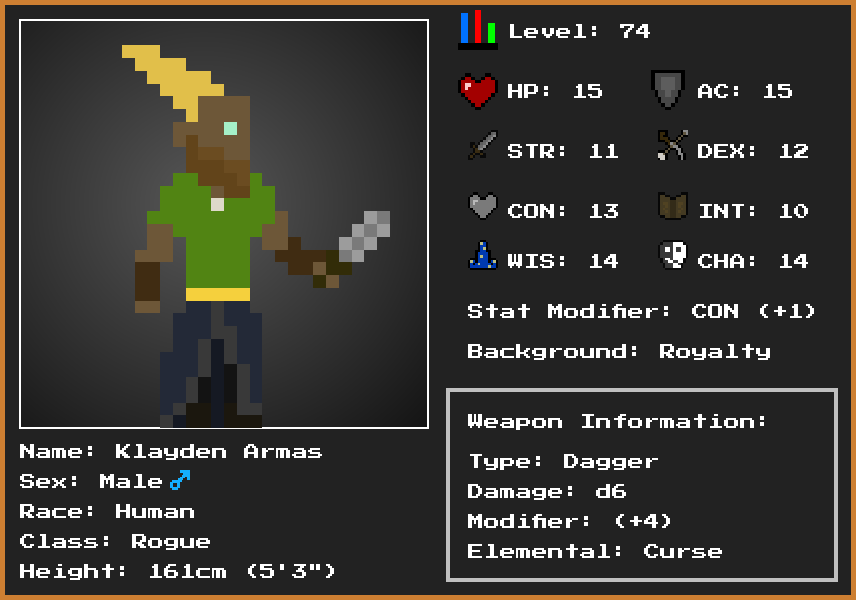 Level: 74
HP: 15
AC: 15
STR: 11
DEX: 12
CON: 13
INT: 10
WIS: 14
CHA: 14
Stat Modifier: CON (+1)
Background: Royalty
Weapon Information:
Type: Dagger
Damage: d6
Modifier: (+4)
Elemental: Curse
Name: Klayden Armas
Sex: Male♂
Race: Human
Class: Rogue
Height: 161cm (5'3")